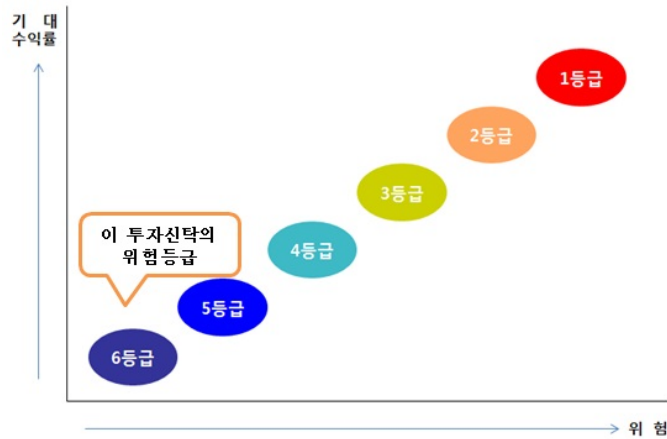 기 대
수익률
1등급
2등급
3등급
이 투자신탁의
위험등급
4등급
5등급
6등급
위 험